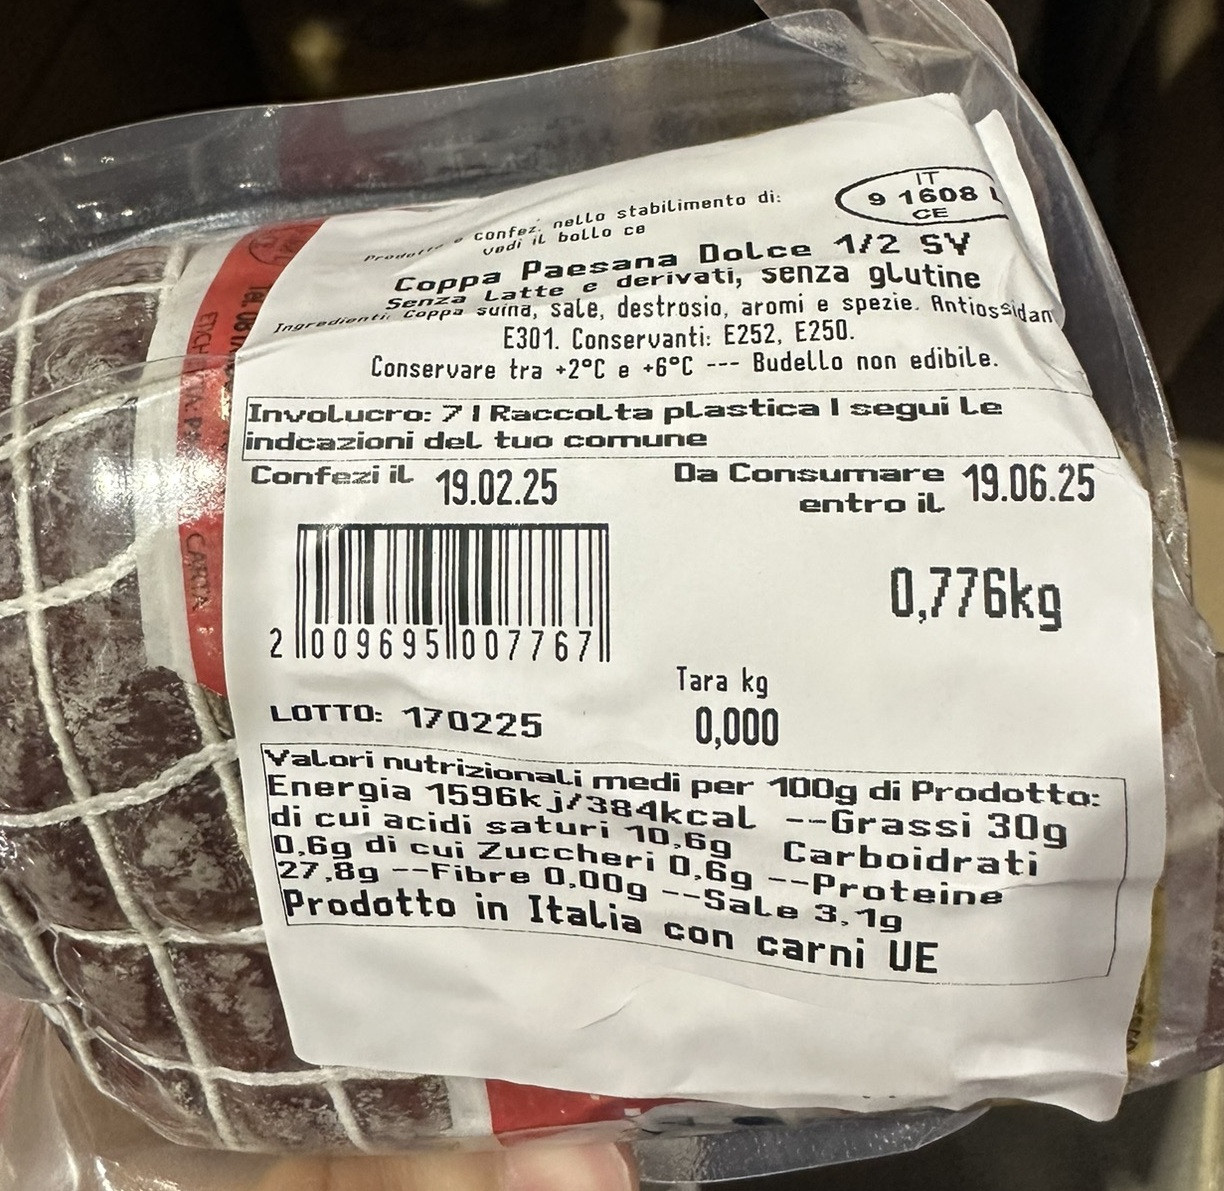 IT
9 1608 L
CE
Prodotto e confez. nello stabilimento di:
vedi il bollo ce
Coppa Paesana Dolce 1/2 SV
Senza Latte e derivati, senza glutine
Ingredienti: Coppa suina, sale, destrosio, aromi e spezie. Antiossidan
E301. Conservanti: E252, E250.
Conservare tra +2°C e +6°C --- Budello non edibile.
Involucro: 7 | Raccolta plastica | segui le
indcazioni del tuo comune
Confezi il 19.02.25
Da Consumare entro il 19.06.25
0,776kg
2 009695 007767
Tara kg
0,000
LOTTO: 170225
Valori nutrizionali medi per 100g di Prodotto:
Energia 1596kj/384kcal --Grassi 30g
di cui acidi saturi 10,6g Carboidrati
0,6g di cui Zuccheri 0,6g --Proteine
27,8g --Fibre 0,00g --Sale 3,1g
Prodotto in Italia con carni UE
CARTA